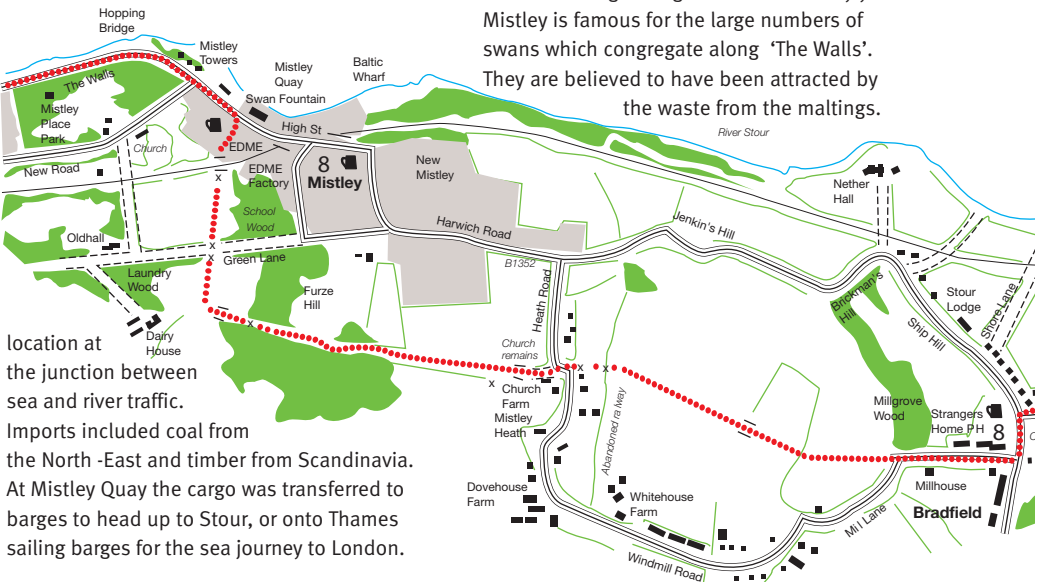 Mistley is famous for the large numbers of
swans which congregate along ‘The Walls’.
They are believed to have been attracted by
the waste from the maltings.
Hopping
Bridge
Mistley
Towers
Mistley
Quay
Swan Fountain
Baltic
Wharf
The Walls
Mistley
Place
Park
Church
High St
River Stour
EDME
New Road
EDME
Factory
8
Mistley
New
Mistley
Nether
Hall
School
Wood
Oldhall
Green Lane
Harwich Road
Jenkin's Hill
B1352
Laundry
Wood
Furze
Hill
Heath Road
Brickman's
Hill
Ship Hill
Stour
Lodge
Shore Lane
Dairy
House
Church
remains
x
x
x
x
x
x
x
Church
Farm
Mistley
Heath
Abandoned ra lway
Millgrove
Wood
Strangers
Home PH
8
Dovehouse
Farm
Whitehouse
Farm
Millhouse
Bradfield
Mi l Lane
Windmill Road
location at
the junction between
sea and river traffic.
Imports included coal from
the North -East and timber from Scandinavia.
At Mistley Quay the cargo was transferred to
barges to head up to Stour, or onto Thames
sailing barges for the sea journey to London.